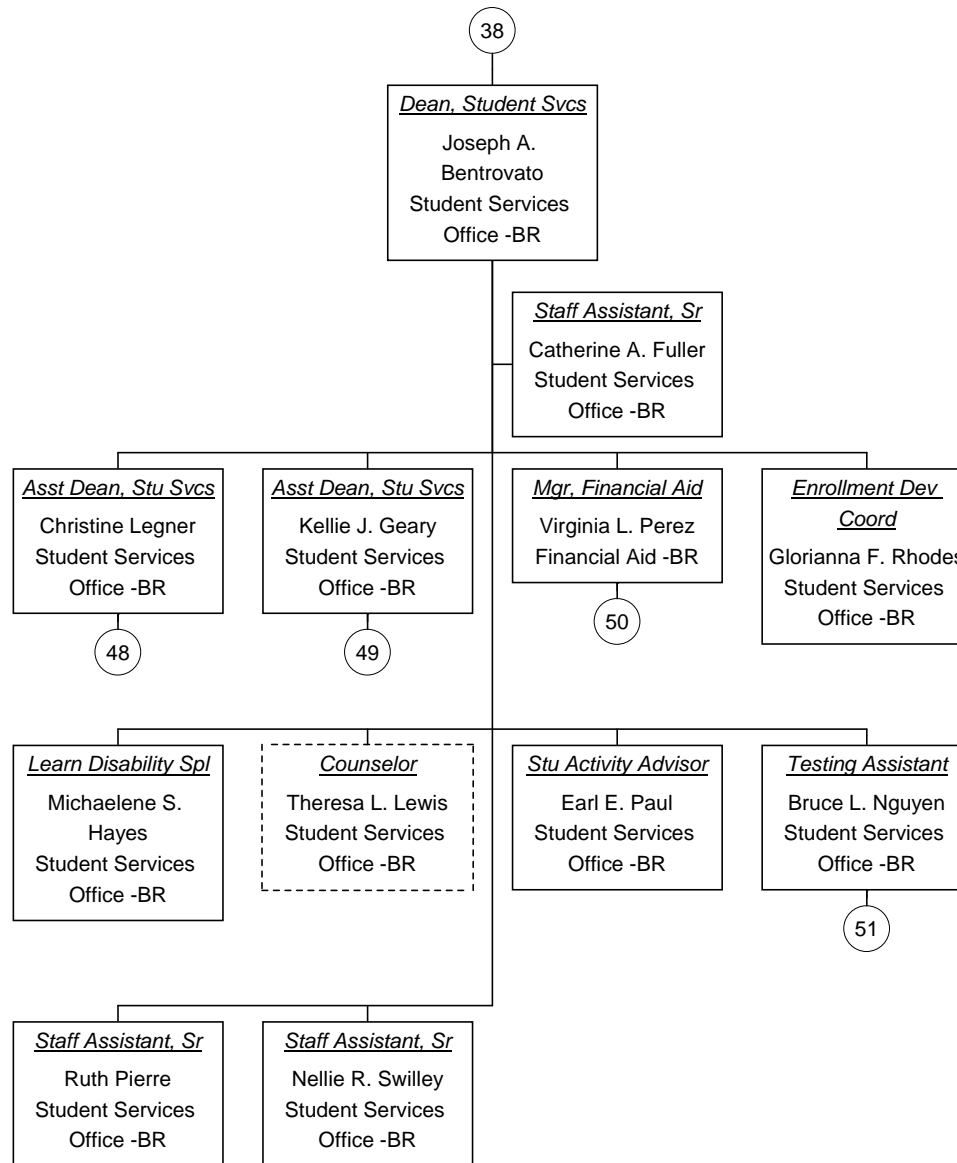 38
Dean, Student Svcs
Joseph A.
Bentrovato
Student Services
Office -BR
Staff Assistant, Sr
Catherine A. Fuller
Student Services
Office -BR
Asst Dean, Stu Svcs
Christine Legner
Student Services
Office -BR
48
Asst Dean, Stu Svcs
Kellie J. Geary
Student Services
Office -BR
49
Mgr, Financial Aid
Virginia L. Perez
Financial Aid -BR
50
Enrollment Dev
Coord
Glorianna F. Rhodes
Student Services
Office -BR
Learn Disability Spl
Michaelene S.
Hayes
Student Services
Office -BR
Counselor
Theresa L. Lewis
Student Services
Office -BR
Stu Activity Advisor
Earl E. Paul
Student Services
Office -BR
Testing Assistant
Bruce L. Nguyen
Student Services
Office -BR
51
Staff Assistant, Sr
Ruth Pierre
Student Services
Office -BR
Staff Assistant, Sr
Nellie R. Swilley
Student Services
Office -BR